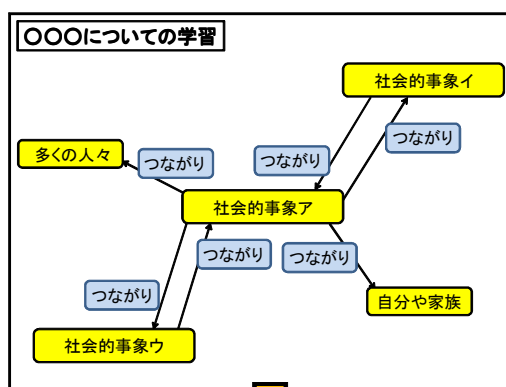 〇〇〇についての学習
社会的事象イ
つながり
つながり
多くの人々
つながり
社会的事象ア
つながり
つながり
つながり
自分や家族
社会的事象ウ